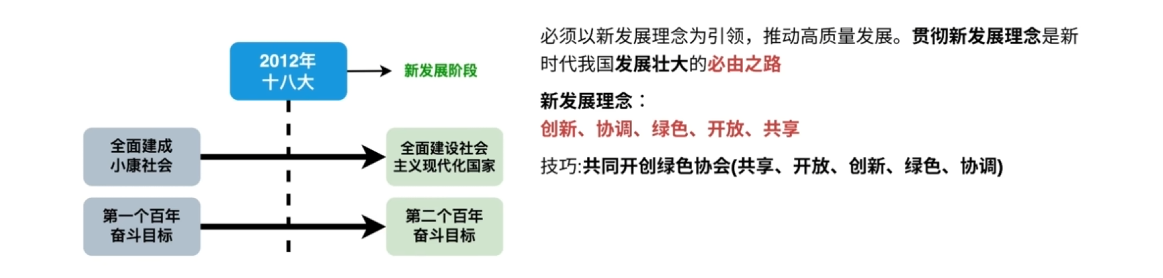 2012年
十八大
新发展阶段
全面建成
小康社会
全面建设社会
主义现代化国家
第一个百年
奋斗目标
第二个百年
奋斗目标
必须以新发展理念为引领，推动高质量发展。贯彻新发展理念是新
时代我国发展壮大的必由之路
新发展理念：
创新、协调、绿色、开放、共享
技巧:共同开创绿色协会(共享、开放、创新、绿色、协调)